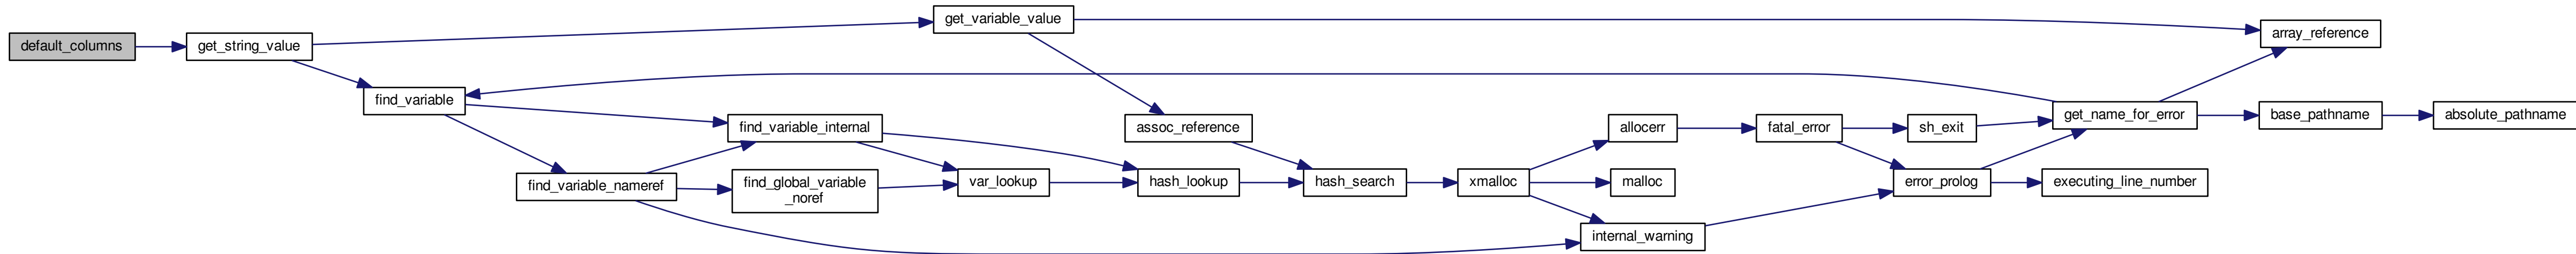 default_columns
get_string_value
get_variable_value
array_reference
find_variable
find_variable_internal
assoc_reference
allocerr
fatal_error
sh_exit
get_name_for_error
base_pathname
absolute_pathname
find_variable_nameref
find_global_variable
_noref
var_lookup
hash_lookup
hash_search
xmalloc
malloc
error_prolog
executing_line_number
internal_warning